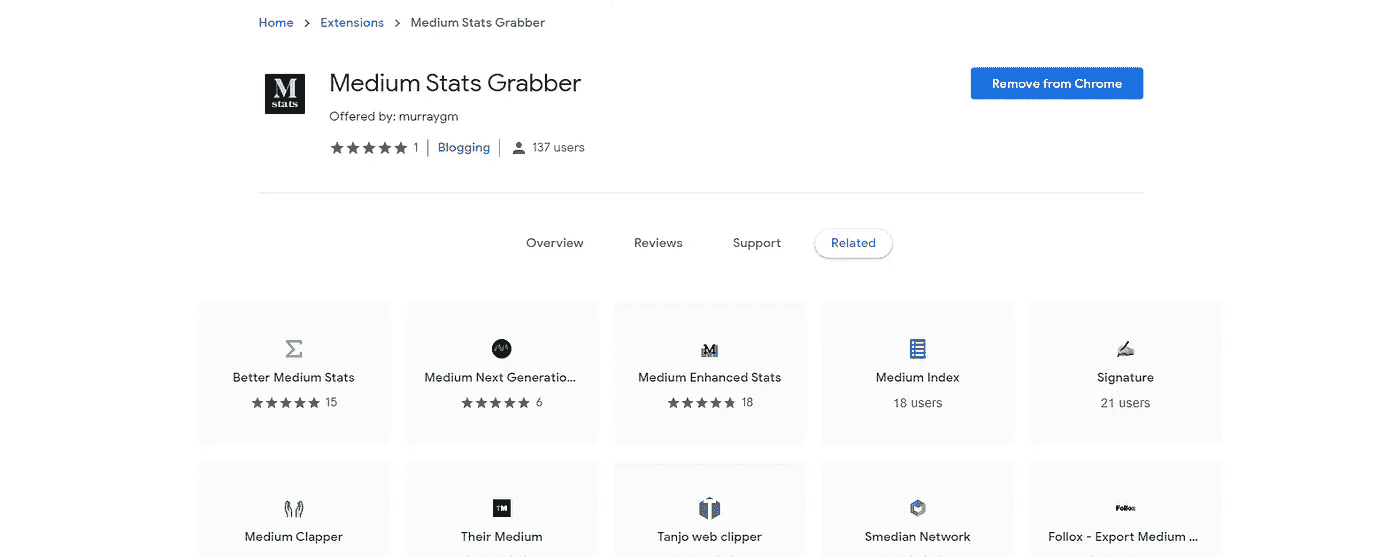 Home > Extensions > Medium Stats Grabber
M
stats
Medium Stats Grabber
Remove from Chrome
Offered by: murraygm
1 | Blogging | 137 users
Overview Reviews Support Related
Better Medium Stats
15
Medium Next Generatio...
6
Medium Enhanced Stats
18
Medium Index
18 users
Signature
21 users
Medium Clapper
TM
Their Medium
Tanjo web clipper
Smedian Network
Follox
Follox - Export Medium ...